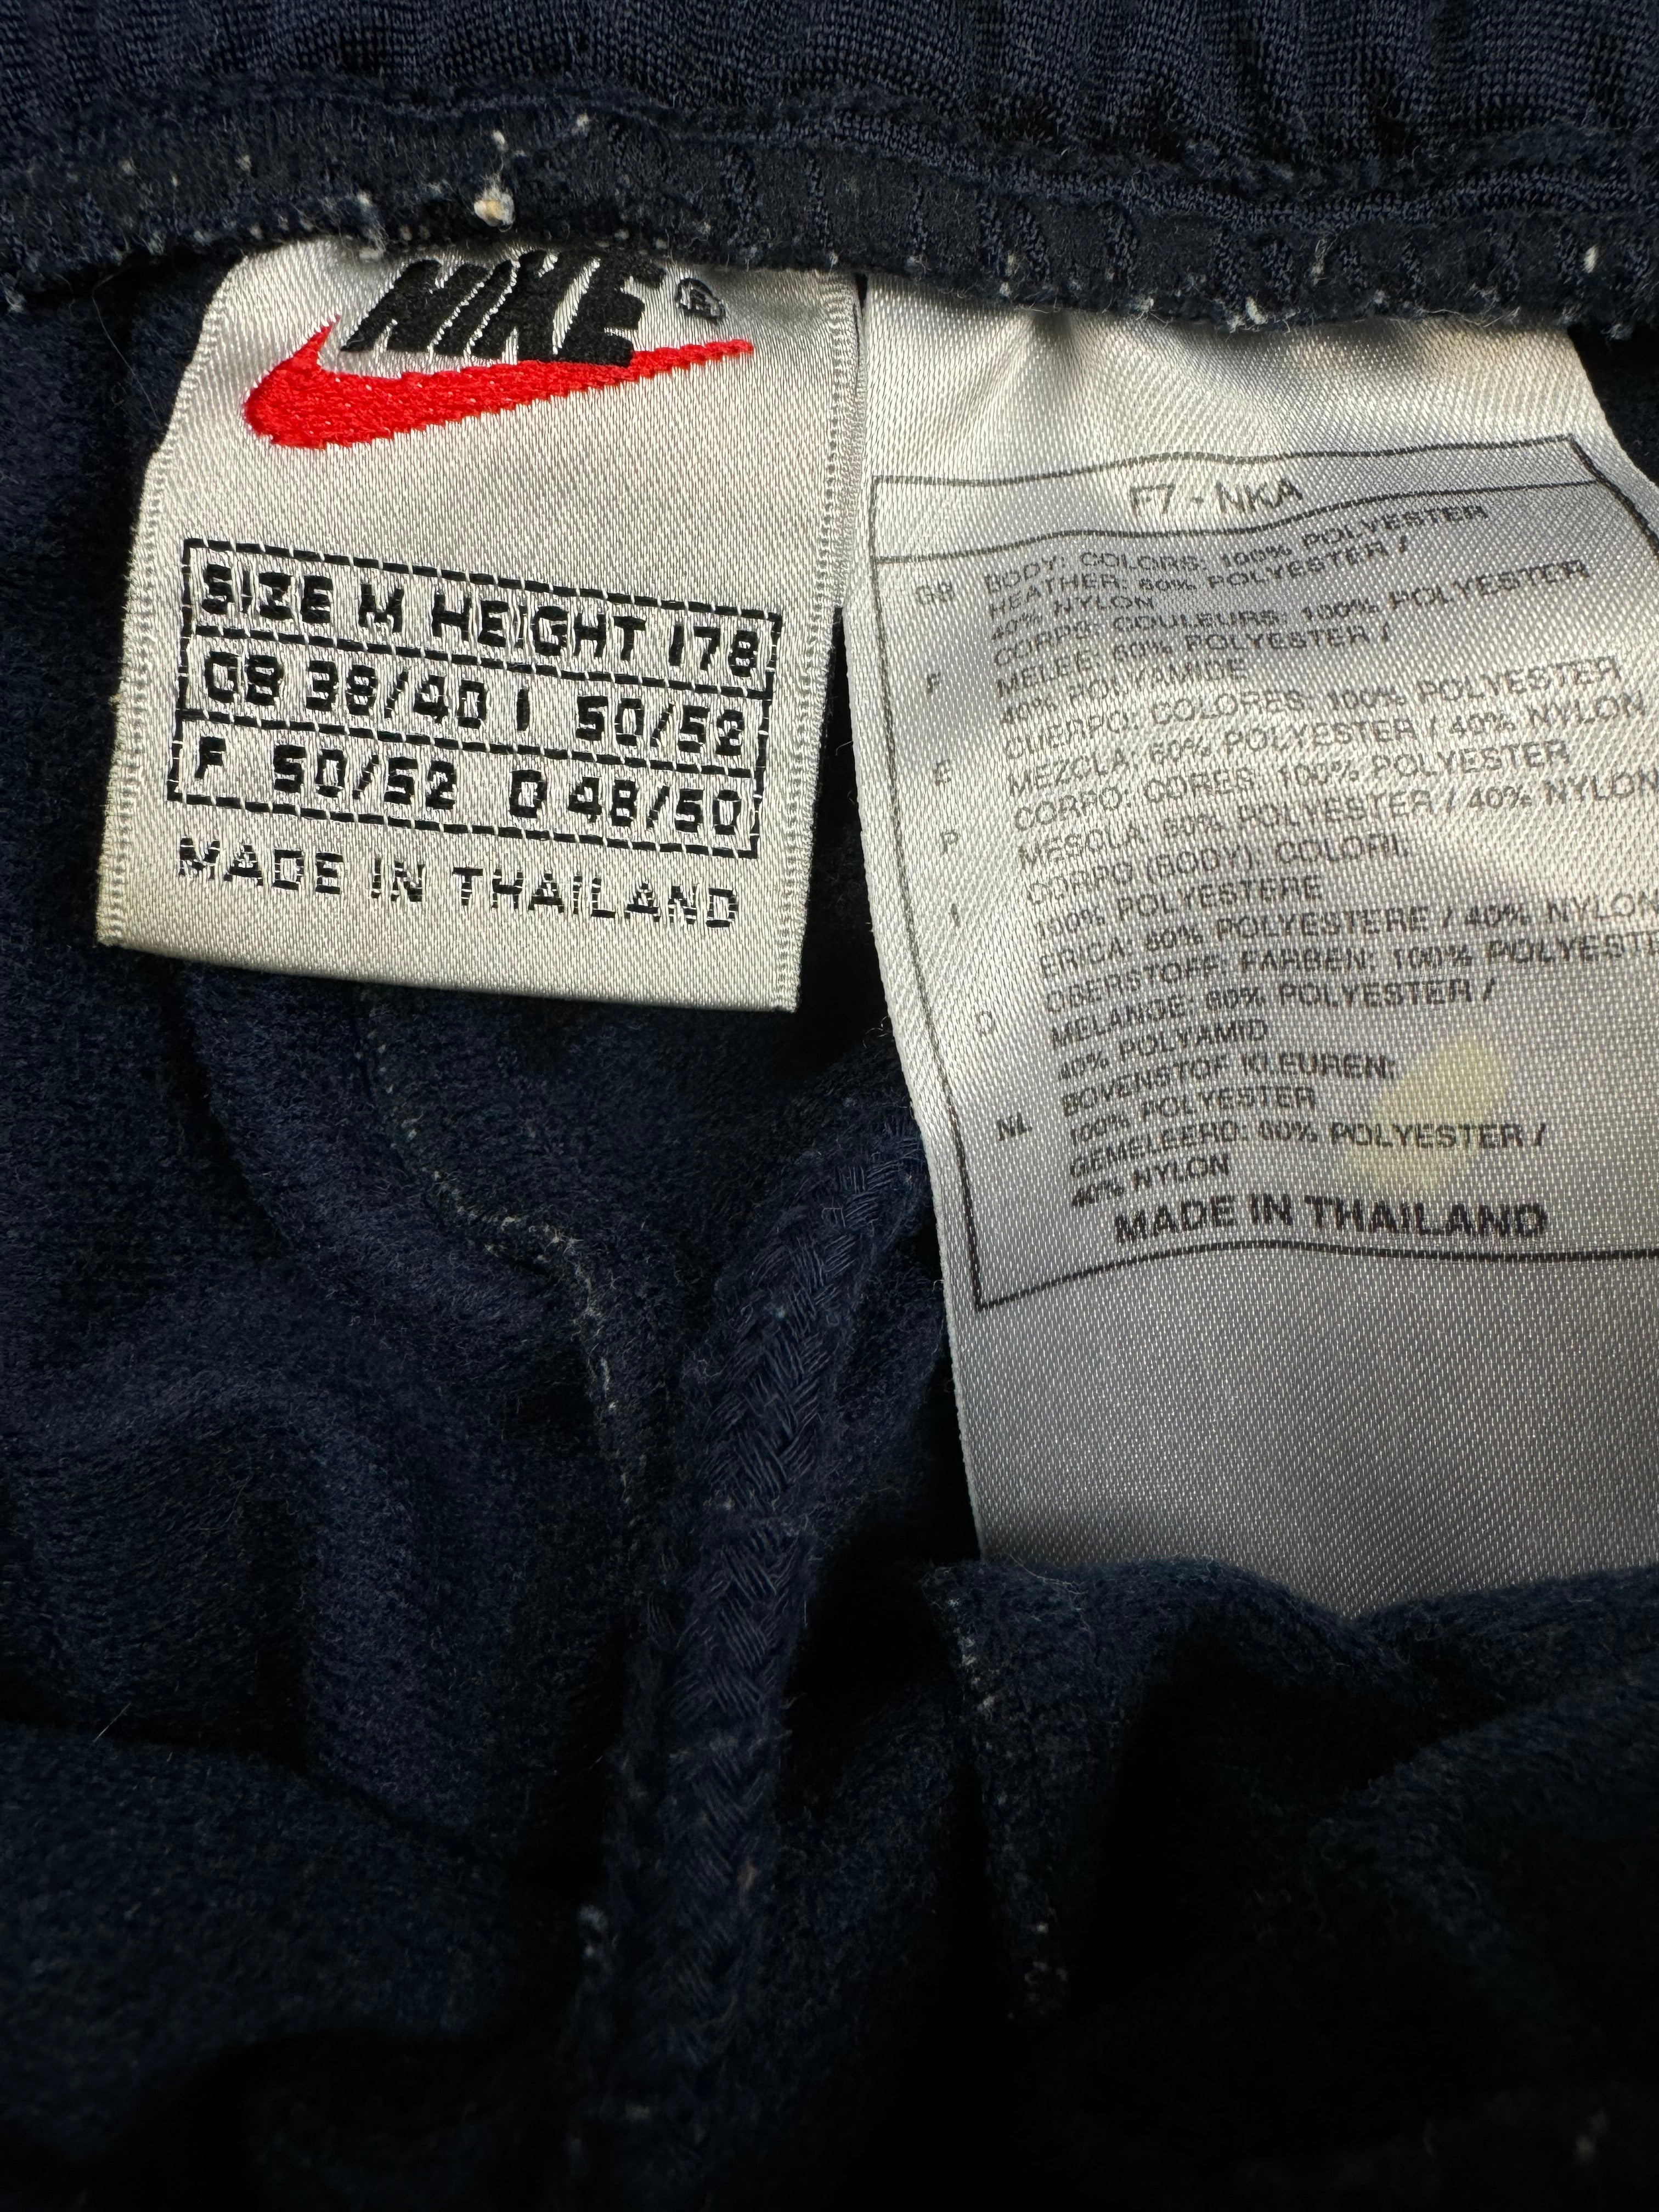 NIKE®
SIZE M HEIGHT 178
GB 38/40 I 50/52
F 50/52 D 48/50
MADE IN THAILAND
F7 - NKA
GB BODY: COLORS: 100% POLYESTER
HEATHER: 60% POLYESTER /
40% NYLON
F CORPS: COULEURS: 100% POLYESTER
MELEE: 60% POLYESTER /
40% POLYAMIDE
E CUERPO: COLORES: 100% POLYESTER
MEZCLA: 60% POLYESTER / 40% NYLON
P CORPO: CORES: 100% POLYESTER
MESCLA: 60% POLYESTER / 40% NYLON
I CORPO (BODY): COLORI:
100% POLYESTERE
ERICA: 60% POLYESTERE / 40% NYLON
D OBERSTOFF: FARBEN: 100% POLYESTE
MELANGE: 60% POLYESTER /
40% POLYAMID
NL BOVENSTOF KLEUREN:
100% POLYESTER
GEMELEERD: 60% POLYESTER /
40% NYLON
MADE IN THAILAND